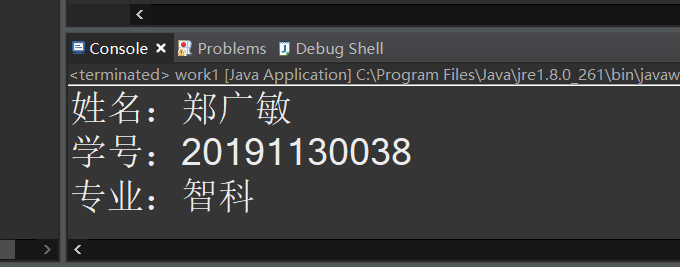 Console Problems Debug Shell
<terminated> work1 [Java Application] C:\Program Files\Java\jre1.8.0_261\bin\javaw
姓名：郑广敏
学号：20191130038
专业：智科